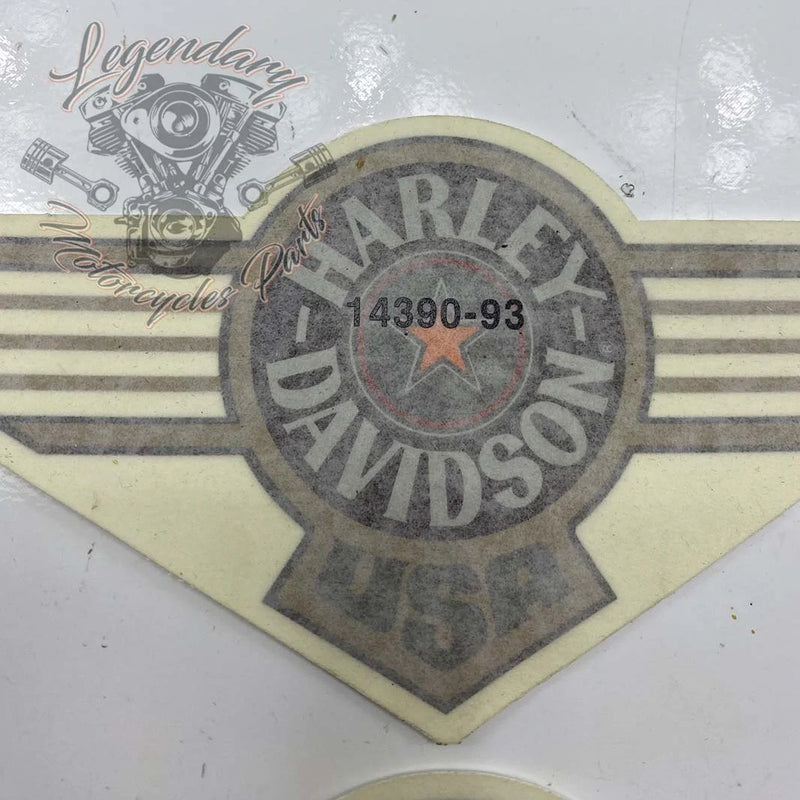 Legendary
Motorcycles Parts
HARLEY
14390-93
DAVIDSON
USA